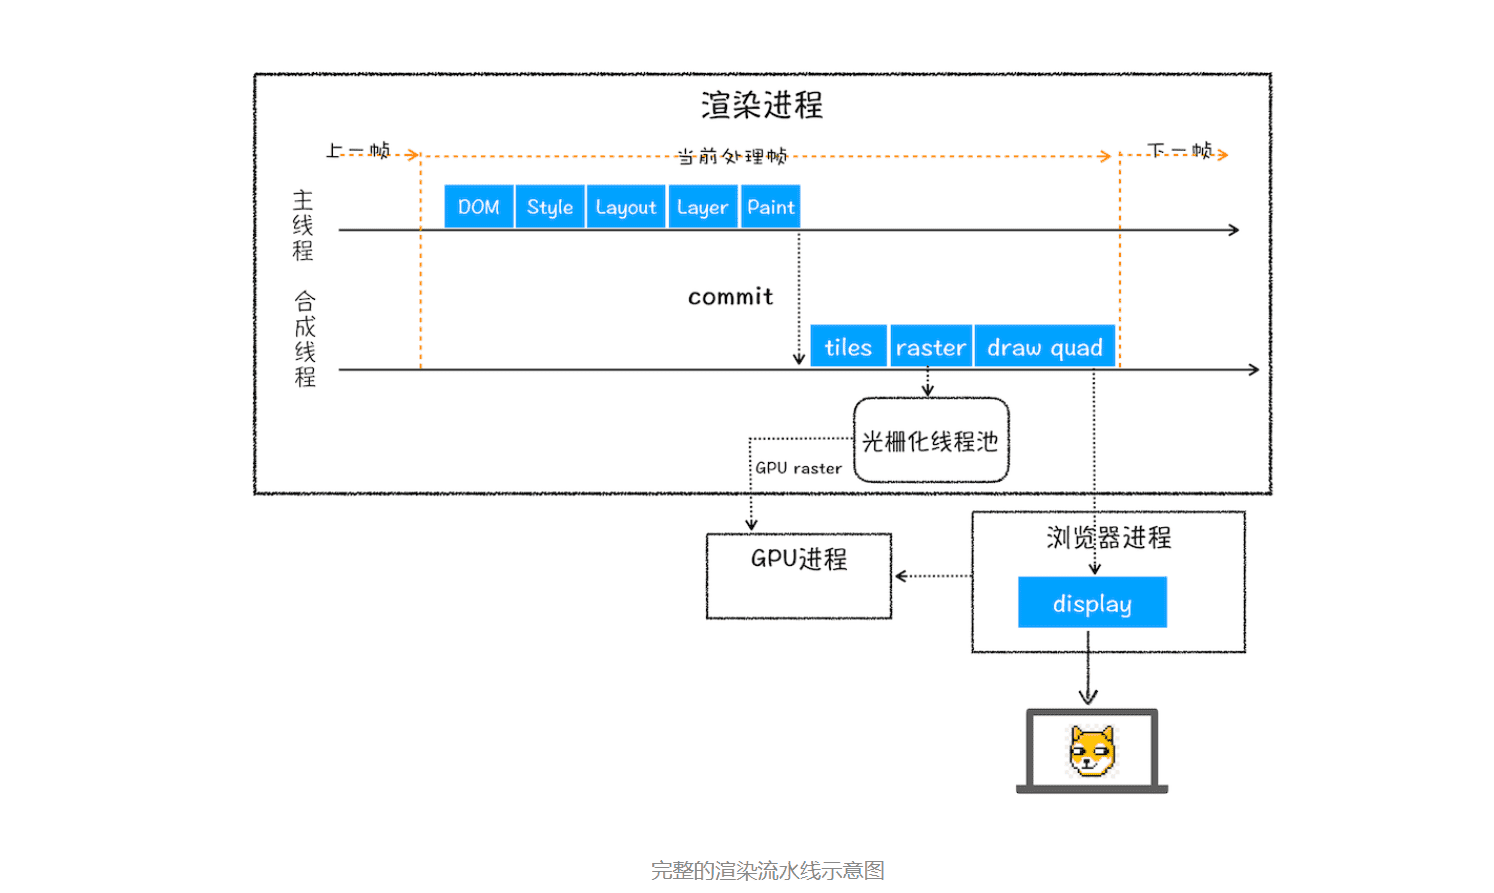 渲染进程
上一帧
当前处理帧
下一帧
主线程
DOM
Style
Layout
Layer
Paint
commit
合成线程
tiles
raster
draw quad
光栅化线程池
GPU raster
GPU进程
浏览器进程
display
完整的渲染流水线示意图